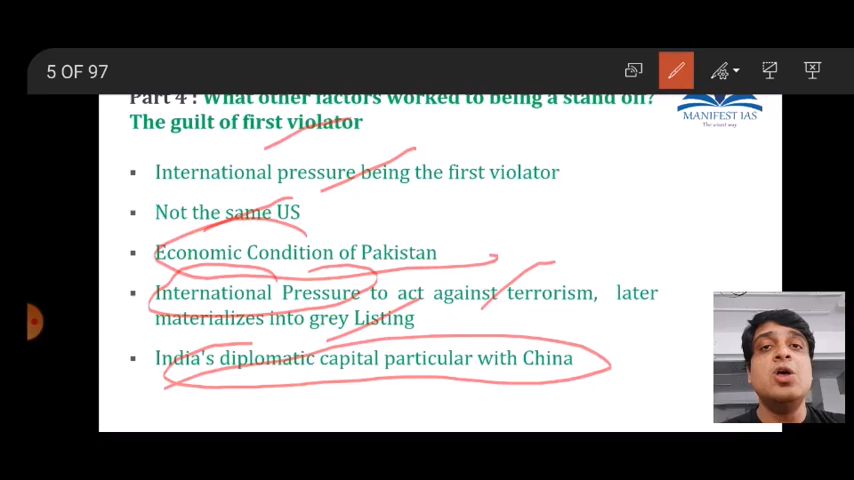 5 OF 97
Part 4 : What other factors worked to being a stand off?
The guilt of first violator
MANIFEST IAS
The wisest way
International pressure being the first violator
Not the same US
Economic Condition of Pakistan
International Pressure to act against terrorism, later
materializes into grey Listing
India's diplomatic capital particular with China